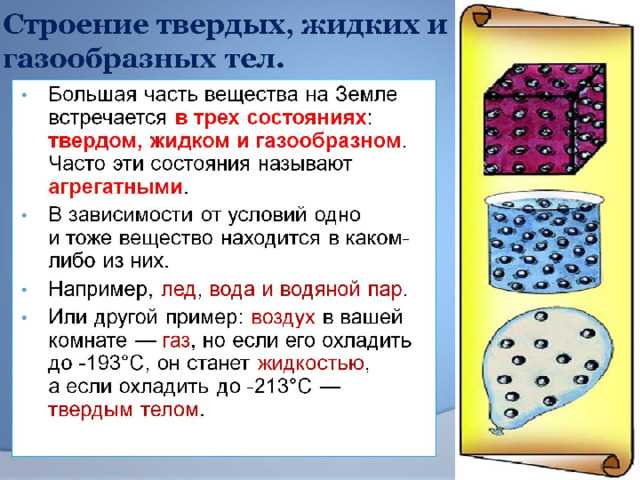 Строение твердых, жидких и
газообразных тел.
• Большая часть вещества на Земле
встречается в трех состояниях:
твердом, жидком и газообразном.
Часто эти состояния называют
агрегатными.
• В зависимости от условий одно
и тоже вещество находится в каком-
либо из них.
• Например, лед, вода и водяной пар.
• Или другой пример: воздух в вашей
комнате — газ, но если его охладить
до -193°С, он станет жидкостью,
а если охладить до -213°С —
твердым телом.